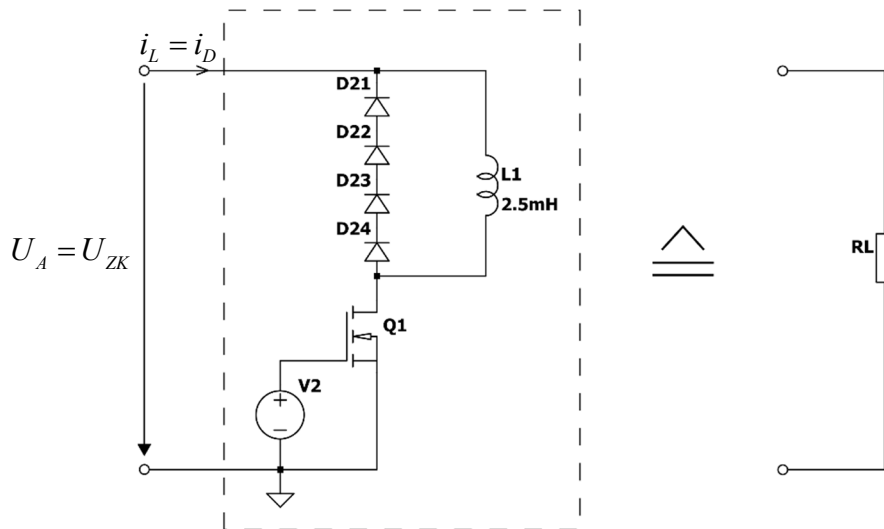 i_L = i_D
D21
D22
D23
D24
L1
2.5mH
U_A = U_ZK
RL
Q1
V2